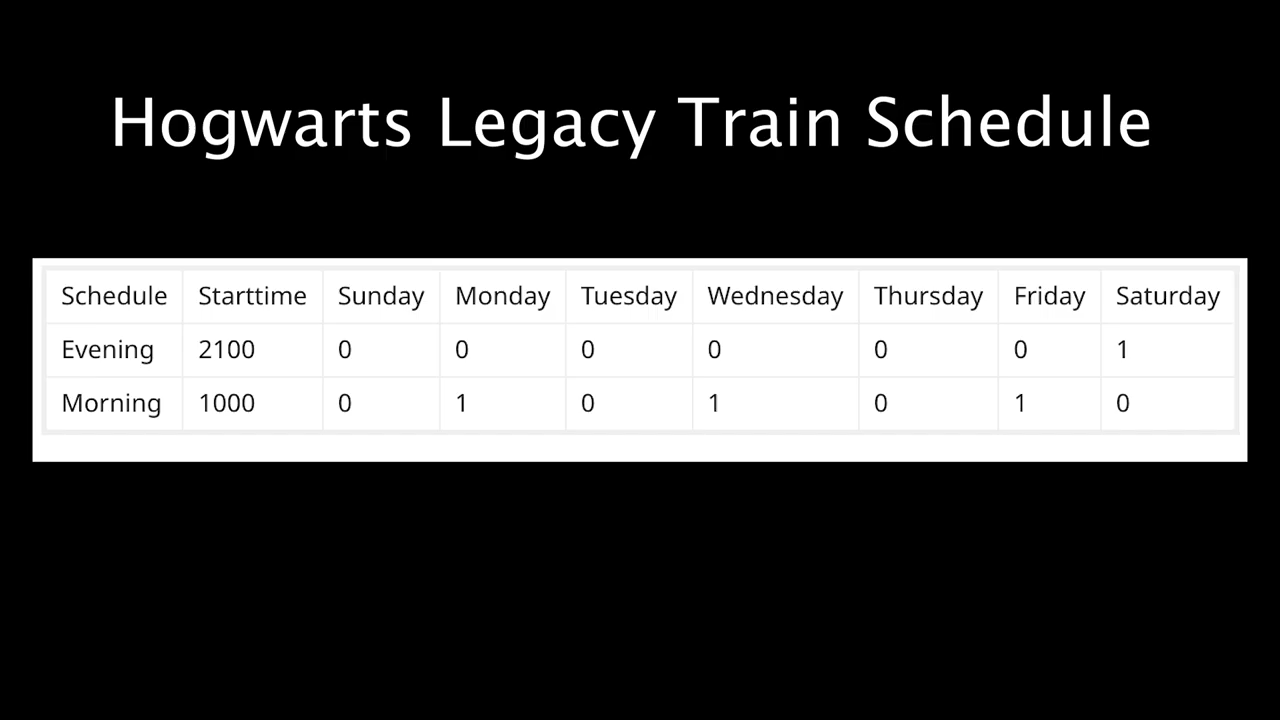 Hogwarts Legacy Train Schedule
Schedule Starttime Sunday Monday Tuesday Wednesday Thursday Friday Saturday
Evening 2100 0 0 0 0 0 0 1
Morning 1000 0 1 0 1 0 1 0